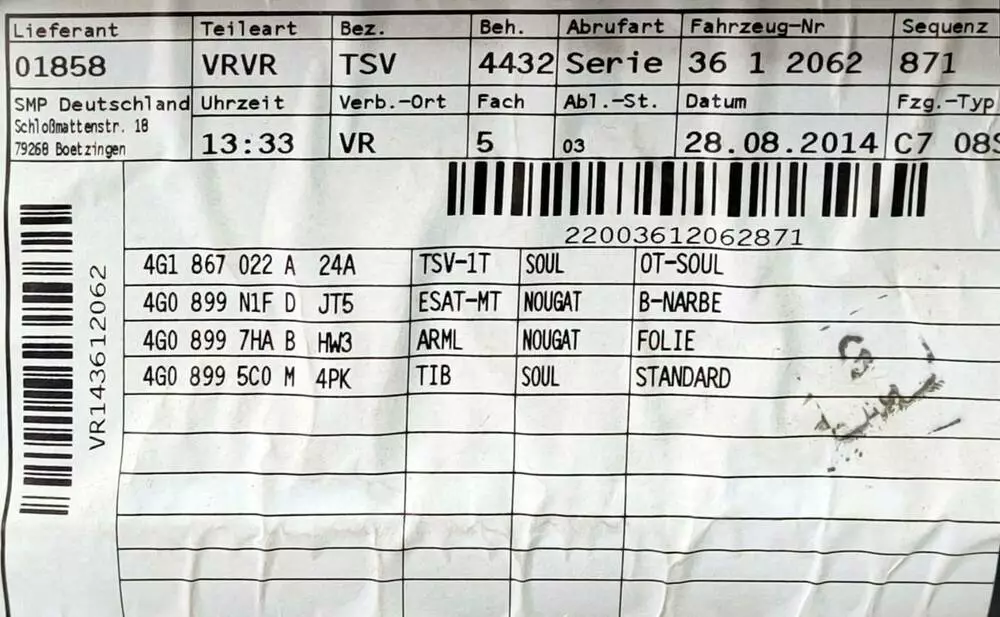 Lieferant Teileart Bez. Beh. Abrufart Fahrzeug-Nr Sequenz
01858 VRVR TSV 4432 Serie 36 1 2062 871
SMP Deutschland Uhrzeit Verb.-Ort Fach Abl.-St. Datum Fzg.-Typ
Schloßmattenstr. 18
79268 Boetzingen 13:33 VR 5 03 28.08.2014 C7 08S
22003612062871
VR143612062
4G1 867 022 A 24A TSV-1T SOUL OT-SOUL
4G0 899 N1F D JT5 ESAT-MT NOUGAT B-NARBE
4G0 899 7HA B HW3 ARML NOUGAT FOLIE
4G0 899 5C0 M 4PK TIB SOUL STANDARD